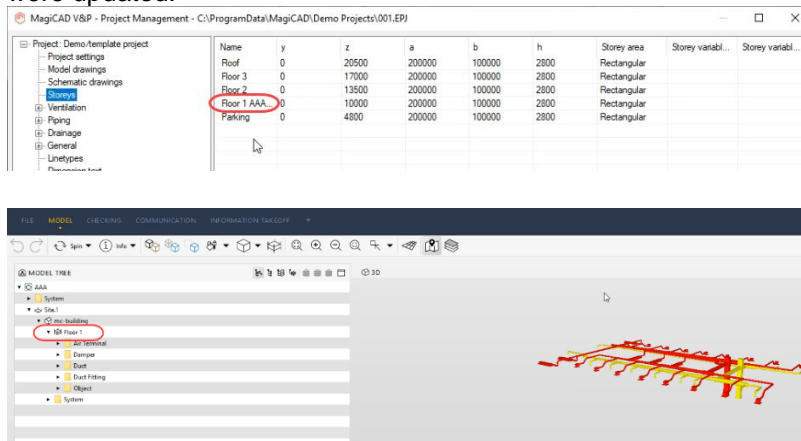 were updated.
MagiCAD V&P - Project Management - C:\ProgramData\MagiCAD\Demo Projects\001.EPJ
Project: Demo/template project
Project settings
Model drawings
Schematic drawings
Storeys
Ventilation
Piping
Drainage
General
Linetypes
Dimension text
Name y z a b h Storey area Storey variabl... Storey variabl...
Roof 0 20500 200000 100000 2800 Rectangular
Floor 3 0 17000 200000 100000 2800 Rectangular
Floor 2 0 13500 200000 100000 2800 Rectangular
Floor 1 AAA... 0 10000 200000 100000 2800 Rectangular
Parking 0 4800 200000 100000 2800 Rectangular
FILE MODEL CHECKING COMMUNICATION INFORMATION TAKEOFF +
Spin Info
MODEL TREE
3D
AAA
System
Site.1
mc-building
Floor 1
Air Terminal
Damper
Duct
Duct Fitting
Object
System